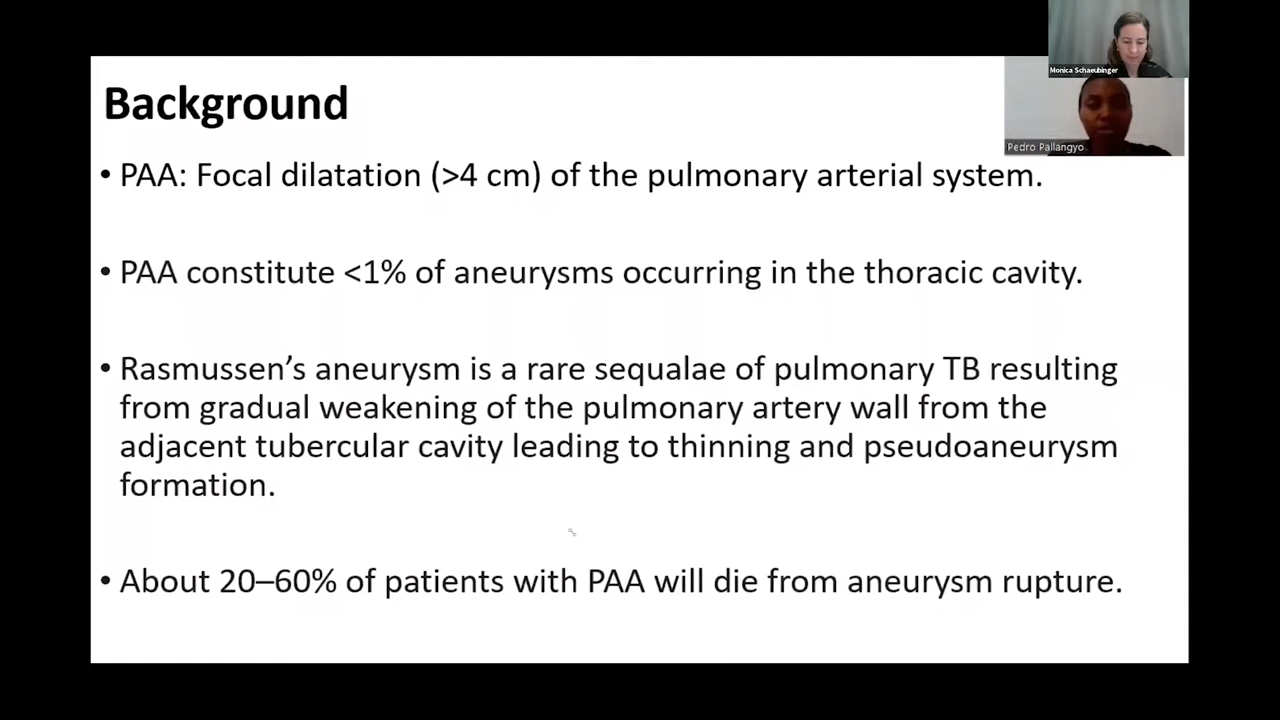 Monica Schaeubinger
Pedro Pallangyo
Background
• PAA: Focal dilatation (>4 cm) of the pulmonary arterial system.
• PAA constitute <1% of aneurysms occurring in the thoracic cavity.
• Rasmussen’s aneurysm is a rare sequalae of pulmonary TB resulting
from gradual weakening of the pulmonary artery wall from the
adjacent tubercular cavity leading to thinning and pseudoaneurysm
formation.
• About 20–60% of patients with PAA will die from aneurysm rupture.